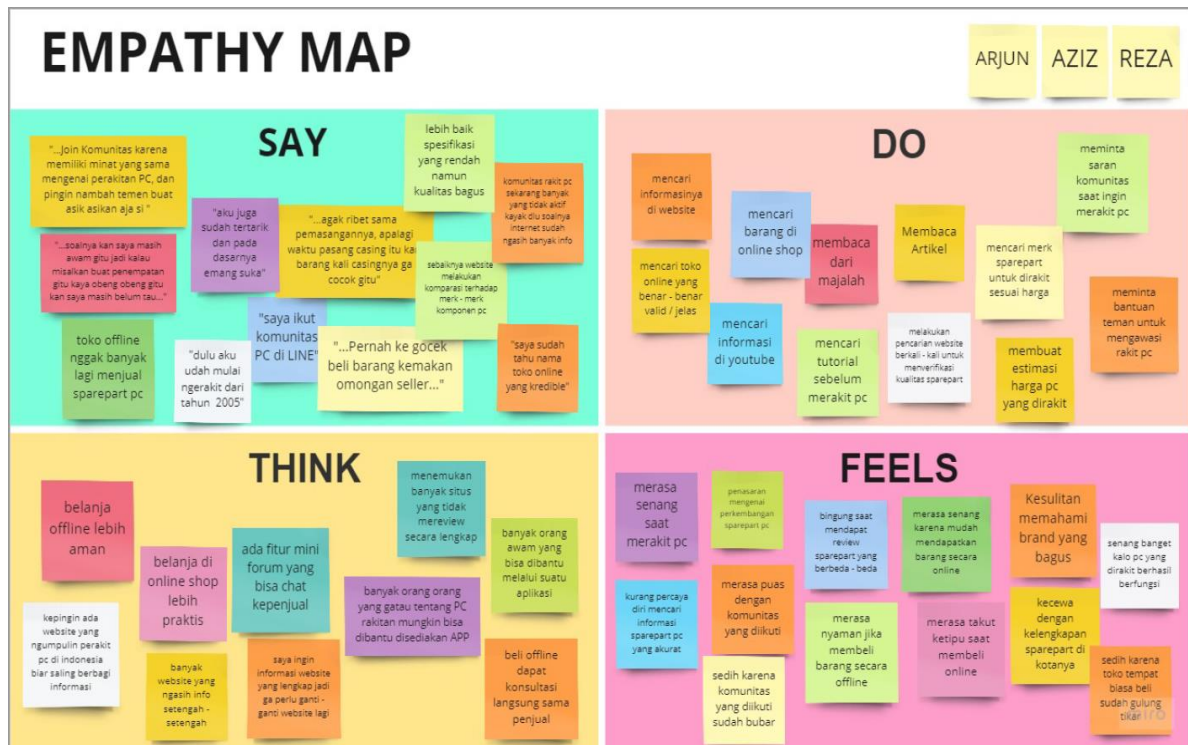 EMPATHY MAP
ARJUN
AZIZ
REZA
SAY
"...Join Komunitas karena
memiliki minat yang sama
mengenai perakitan PC, dan
pingin nambah temen buat
asik asikan aja si "
"aku juga
sudah tertarik
dan pada
dasarnya
emang suka"
"...agak ribet sama
pemasangannya, apalagi
waktu pasang casing itu kan
barang kali casingnya ga
cocok gitu"
lebih baik
spesifikasi
yang rendah
namun
kualitas bagus
komunitas rakit pc
sekarang banyak
yang tidak aktif
kayak dlu soalnya
internet sudah
ngasih banyak info
"...soalnya kan saya masih
awam gitu jadi kalau
misalkan buat penempatan
gitu kaya obeng obeng gitu
kan saya masih belum tau..."
sebaiknya website
melakukan
komparasi terhadap
merk - merk
komponen pc
toko offline
nggak banyak
lagi menjual
sparepart pc
"dulu aku
udah mulai
ngerakit dari
tahun 2005"
"saya ikut
komunitas
PC di LINE"
"...Pernah ke gocek
beli barang kemakan
omongan seller..."
"saya sudah
tahu nama
toko online
yang kredible"
DO
mencari
informasinya
di website
mencari
barang di
online shop
membaca
dari
majalah
Membaca
Artikel
mencari merk
sparepart
untuk dirakit
sesuai harga
meminta
saran
komunitas
saat ingin
merakit pc
mencari toko
online yang
benar - benar
valid / jelas
mencari
informasi
di youtube
mencari
tutorial
sebelum
merakit pc
melakukan
pencarian website
berkali - kali untuk
menverifikasi
kualitas sparepart
membuat
estimasi
harga pc
yang dirakit
meminta
bantuan
teman untuk
mengawasi
rakit pc
THINK
belanja
offline lebih
aman
belanja di
online shop
lebih
praktis
ada fitur mini
forum yang
bisa chat
kepenjual
menemukan
banyak situs
yang tidak
mereview
secara lengkap
banyak orang
awam yang
bisa dibantu
melalui suatu
aplikasi
banyak orang orang
yang gatau tentang PC
rakitan mungkin bisa
dibantu disediakan APP
kepingin ada
website yang
ngumpulin perakit
pc di indonesia
biar saling berbagi
informasi
banyak
website yang
ngasih info
setengah -
setengah
saya ingin
informasi website
yang lengkap jadi
ga perlu ganti -
ganti website lagi
beli offline
dapat
konsultasi
langsung sama
penjual
FEELS
merasa
senang
saat
merakit pc
penasaran
mengenai
perkembangan
sparepart pc
bingung saat
mendapat
review
sparepart yang
berbeda - beda
merasa senang
karena mudah
mendapatkan
barang secara
online
Kesulitan
memahami
brand yang
bagus
senang banget
kalo pc yang
dirakit berhasil
berfungsi
kurang percaya
diri mencari
informasi
sparepart pc
yang akurat
merasa puas
dengan
komunitas
yang diikuti
merasa
nyaman jika
membeli
barang secara
offline
merasa takut
ketipu saat
membeli
online
kecewa
dengan
kelengkapan
sparepart di
kotanya
sedih karena
komunitas
yang diikuti
sudah bubar
sedih karena
toko tempat
biasa beli
sudah gulung
tikar
miro